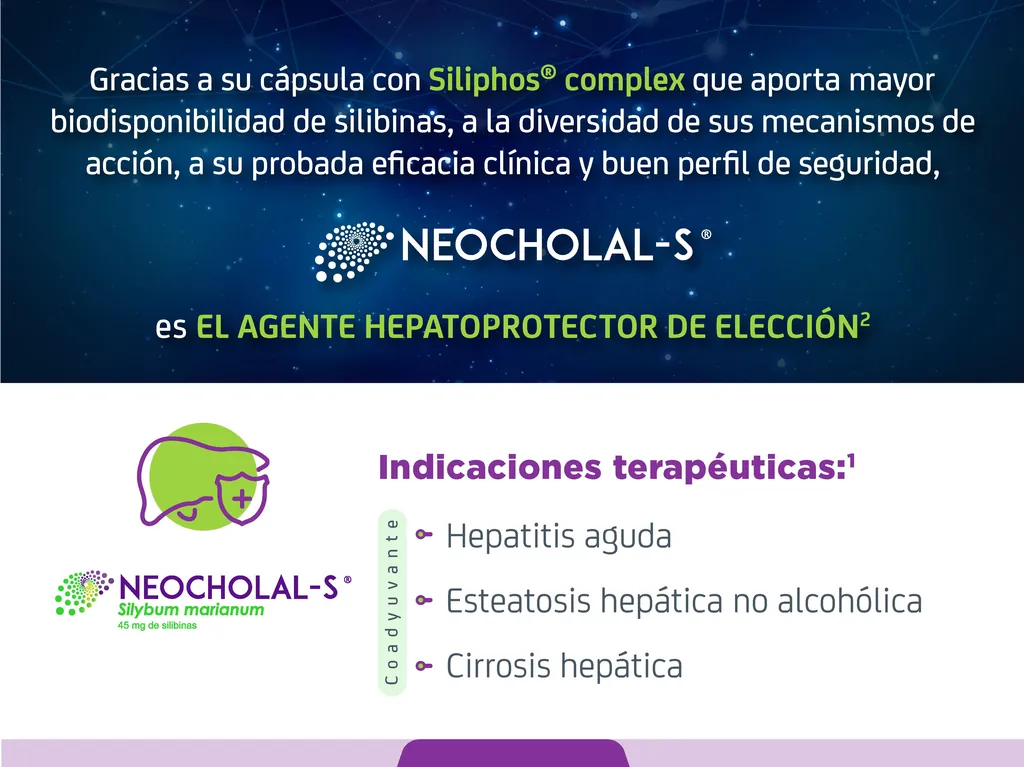 Gracias a su cápsula con Siliphos® complex que aporta mayor
biodisponibilidad de silibinas, a la diversidad de sus mecanismos de
acción, a su probada eficacia clínica y buen perfil de seguridad,
NEOCHOLAL-S®
es EL AGENTE HEPATOPROTECTOR DE ELECCIÓN²
Indicaciones terapéuticas:¹
Coadyuvante
Hepatitis aguda
Esteatosis hepática no alcohólica
Cirrosis hepática
NEOCHOLAL-S®
Silybum marianum
45 mg de silibinas